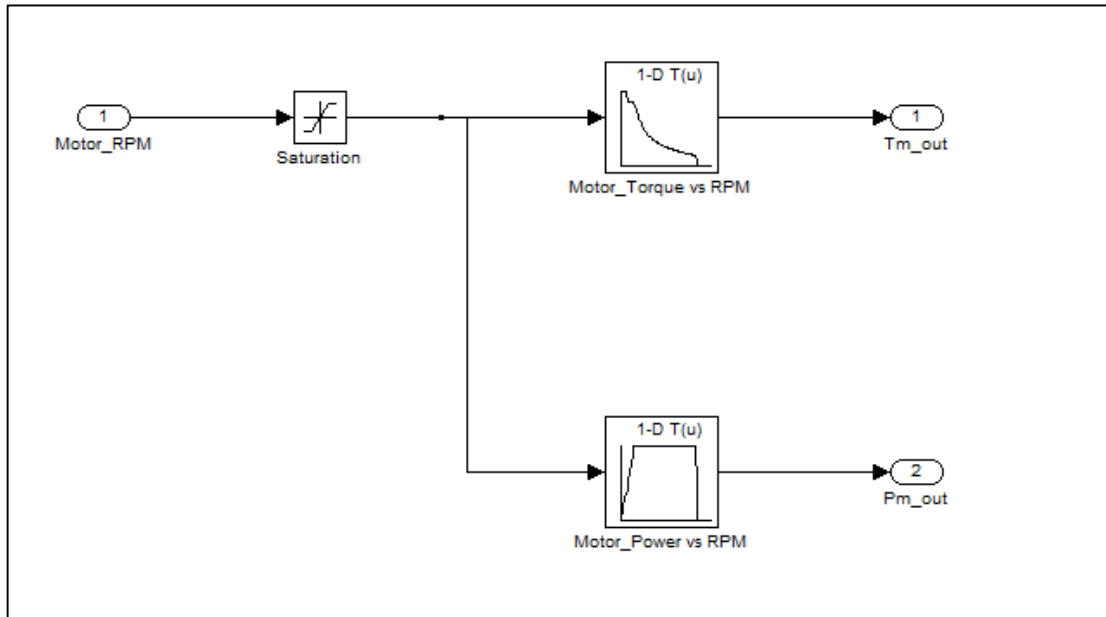 1-D T(u)
1
Motor_RPM
Saturation
Motor_Torque vs RPM
1
Tm_out
1-D T(u)
Motor_Power vs RPM
2
Pm_out